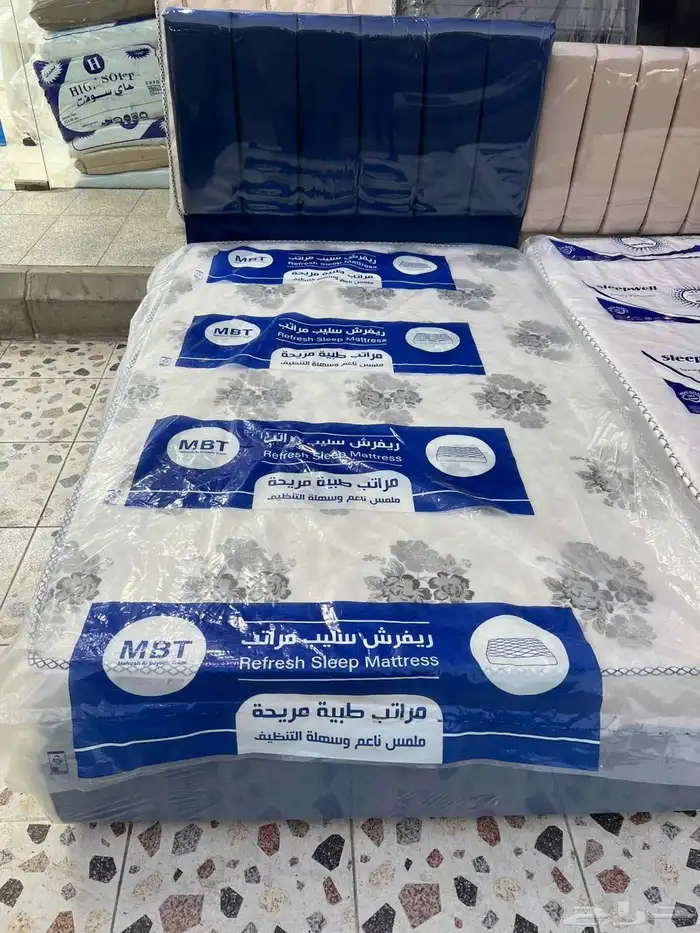 H
HIGH SOFT
هاي سوفت
MBT
ريفرش سليب مراتب
Refresh Sleep Mattress
مراتب طبية مريحة
ملمس ناعم وسهلة التنظيف
MBT
ريفرش سليب مراتب
Refresh Sleep Mattress
مراتب طبية مريحة
ملمس ناعم وسهلة التنظيف
MBT
ريفرش سليب مراتب
Refresh Sleep Mattress
مراتب طبية مريحة
ملمس ناعم وسهلة التنظيف
MBT
ريفرش سليب مراتب
Refresh Sleep Mattress
مراتب طبية مريحة
ملمس ناعم وسهلة التنظيف
Sleepwell
Sleep
حراج